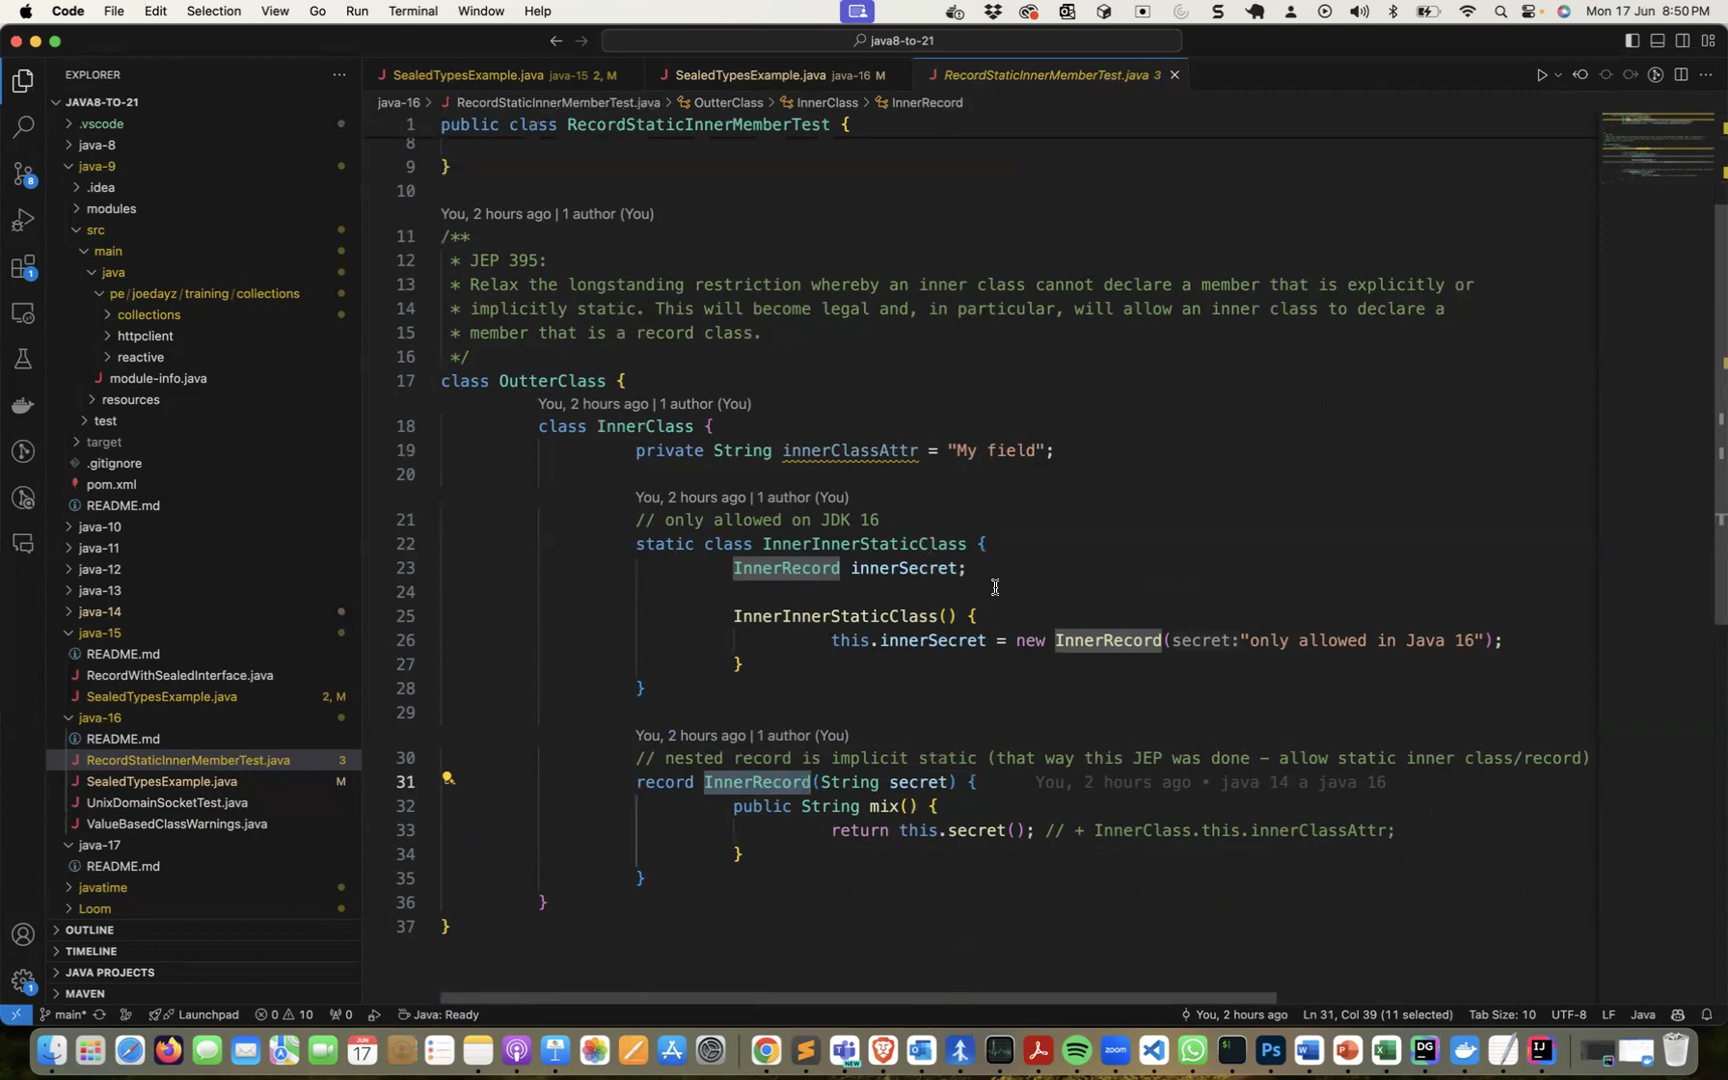 Code File Edit Selection View Go Run Terminal Window Help Mon 17 Jun 8:50 PM
java8-to-21
EXPLORER
SealedTypesExample.java java-15 2, M SealedTypesExample.java java-16 M RecordStaticInnerMemberTest.java 3
java-16 > RecordStaticInnerMemberTest.java > OutterClass > InnerClass > InnerRecord
JAVA8-TO-21
.vscode
java-8
java-9
.idea
modules
src
main
java
pe/joedayz/training/collections
collections
httpclient
reactive
module-info.java
resources
test
target
.gitignore
pom.xml
README.md
java-10
java-11
java-12
java-13
java-14
java-15
README.md
RecordWithSealedInterface.java
SealedTypesExample.java 2, M
java-16
README.md
RecordStaticInnerMemberTest.java 3
SealedTypesExample.java M
UnixDomainSocketTest.java
ValueBasedClassWarnings.java
java-17
README.md
javatime
Loom
OUTLINE
TIMELINE
JAVA PROJECTS
MAVEN
8
1
1
1 public class RecordStaticInnerMemberTest {
8
9 }
10
You, 2 hours ago | 1 author (You)
11 /**
12 * JEP 395:
13 * Relax the longstanding restriction whereby an inner class cannot declare a member that is explicitly or
14 * implicitly static. This will become legal and, in particular, will allow an inner class to declare a
15 * member that is a record class.
16 */
17 class OutterClass {
You, 2 hours ago | 1 author (You)
18 class InnerClass {
19 private String innerClassAttr = "My field";
20
You, 2 hours ago | 1 author (You)
21 // only allowed on JDK 16
22 static class InnerInnerStaticClass {
23 InnerRecord innerSecret;
24
25 InnerInnerStaticClass() {
26 this.innerSecret = new InnerRecord(secret:"only allowed in Java 16");
27 }
28 }
29
You, 2 hours ago | 1 author (You)
30 // nested record is implicit static (that way this JEP was done – allow static inner class/record)
31 record InnerRecord(String secret) { You, 2 hours ago • java 14 a java 16
32 public String mix() {
33 return this.secret(); // + InnerClass.this.innerClassAttr;
34 }
35 }
36 }
37 }
main* Launchpad 0 10 0 Java: Ready You, 2 hours ago Ln 31, Col 39 (11 selected) Tab Size: 10 UTF-8 LF Java
JUN
17
NEW
zoom
DG
Ps